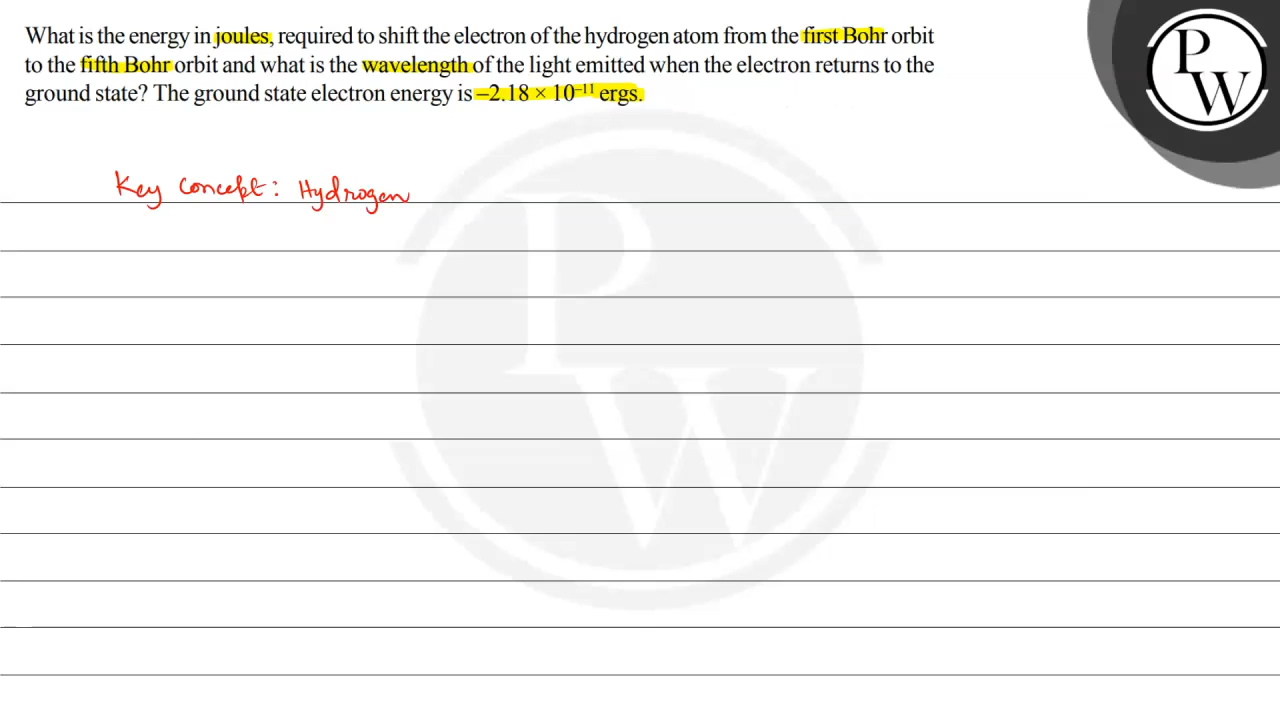 What is the energy in joules, required to shift the electron of the hydrogen atom from the first Bohr orbit
to the fifth Bohr orbit and what is the wavelength of the light emitted when the electron returns to the
ground state? The ground state electron energy is –2.18 × 10⁻¹¹ ergs.
P
W
Key Concept: Hydrogen
P
W